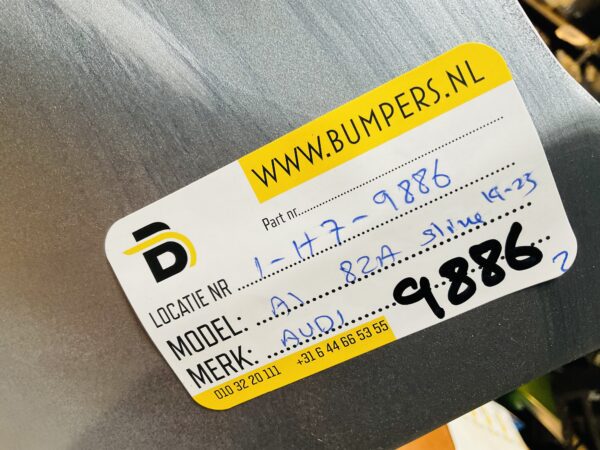 WWW.BUMPERS.NL
Part nr.
LOCATIE NR 1-H7-9886
MODEL: A1 82A sline 19-23
MERK: AUDI 9886 2
010 32 20 111 +31 6 44 66 53 55